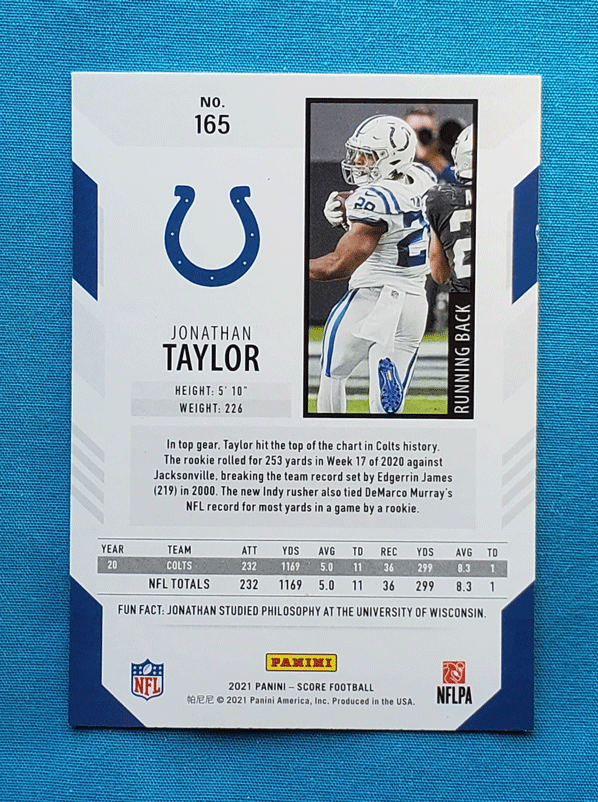 No.
165
28
RUNNING BACK
JONATHAN
TAYLOR
HEIGHT: 5' 10"
WEIGHT: 226
In top gear, Taylor hit the top of the chart in Colts history.
The rookie rolled for 253 yards in Week 17 of 2020 against
Jacksonville, breaking the team record set by Edgerrin James
(219) in 2000. The new Indy rusher also tied DeMarco Murray's
NFL record for most yards in a game by a rookie.
YEAR TEAM ATT YDS AVG TD REC YDS AVG TD
20 COLTS 232 1169 5.0 11 36 299 8.3 1
NFL TOTALS 232 1169 5.0 11 36 299 8.3 1
FUN FACT: JONATHAN STUDIED PHILOSOPHY AT THE UNIVERSITY OF WISCONSIN.
PANINI
NFL
NFLPA
2021 PANINI – SCORE FOOTBALL
帕尼尼 © 2021 Panini America, Inc. Produced in the USA.